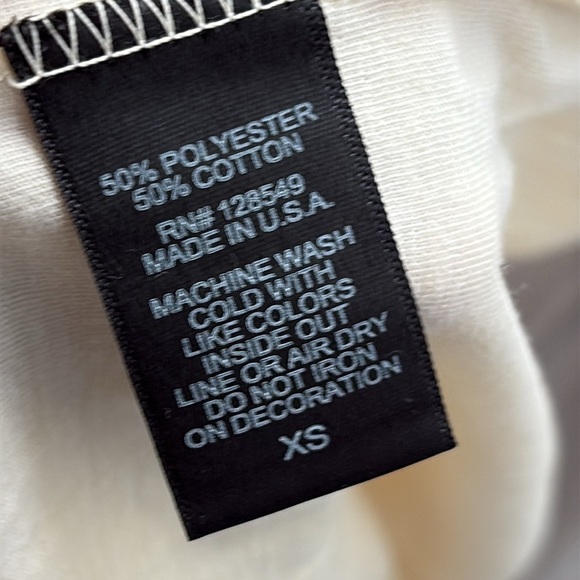 50% POLYESTER
50% COTTON
RN# 128549
MADE IN U.S.A.
MACHINE WASH
COLD WITH
LIKE COLORS
INSIDE OUT
LINE OR AIR DRY
DO NOT IRON
ON DECORATION
XS